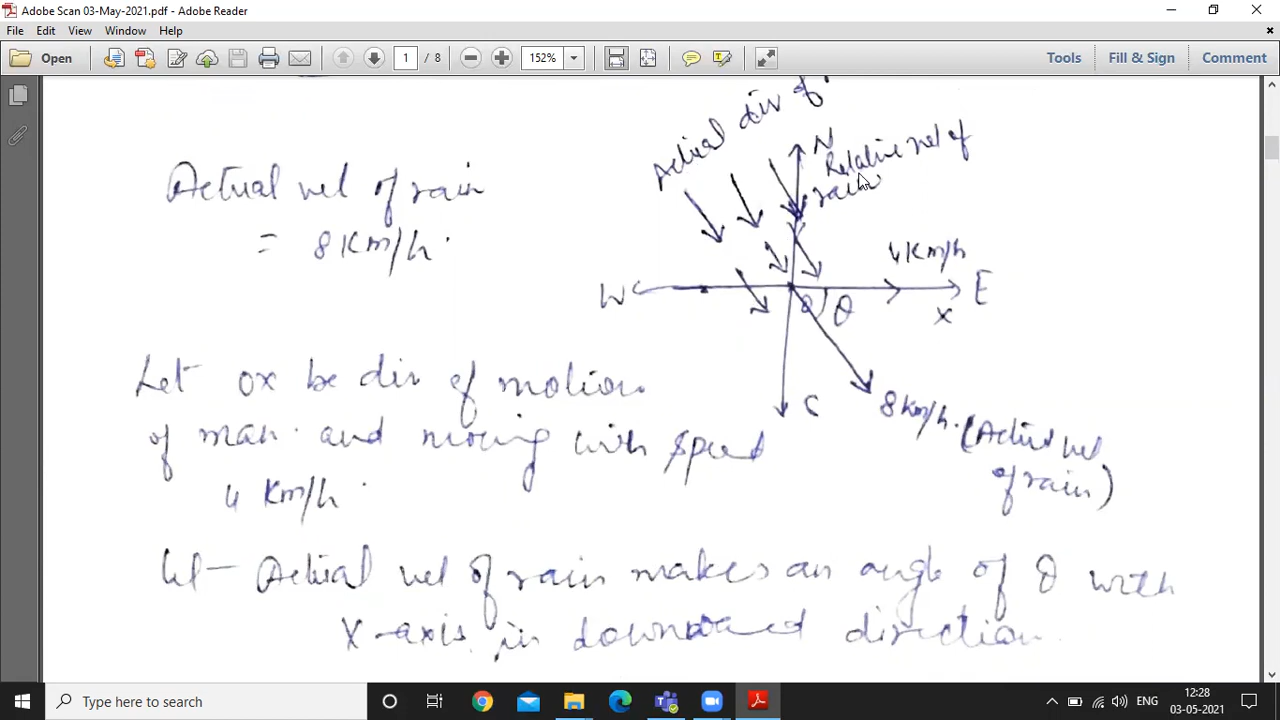 Adobe Scan 03-May-2021.pdf - Adobe Reader
File Edit View Window Help
Open 1 / 8 152% Tools Fill & Sign Comment
Actual dir of
N
Relative vel of
rain
Actual vel of rain
= 8 Km/h.
4 Km/h
W E
θ
X
8 Km/h. (Actual vel
of rain)
Let ox be dir of motion
of man. and moving with speed
4 Km/h.
let Actual vel of rain makes an angle of θ with
X-axis in downward direction.
Type here to search
ENG
12:28
03-05-2021